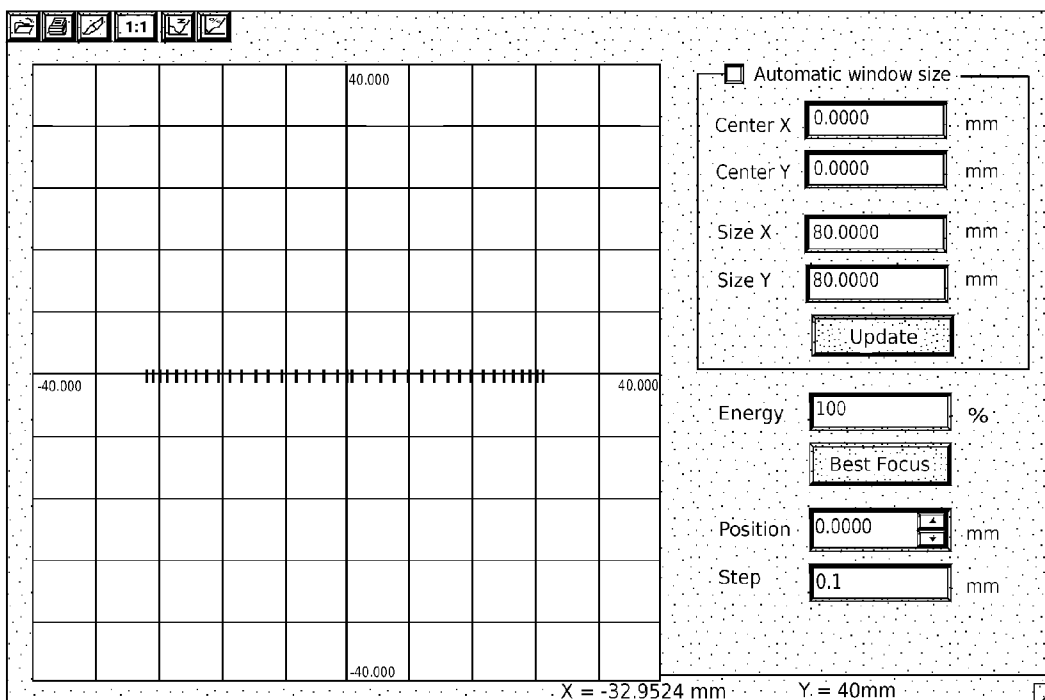 1:1
40.000
-40.000
40.000
-40.000
Automatic window size
Center X 0.0000 mm
Center Y 0.0000 mm
Size X 80.0000 mm
Size Y 80.0000 mm
Update
Energy 100 %
Best Focus
Position 0.0000 mm
Step 0.1 mm
X = -32.9524 mm Y = 40mm